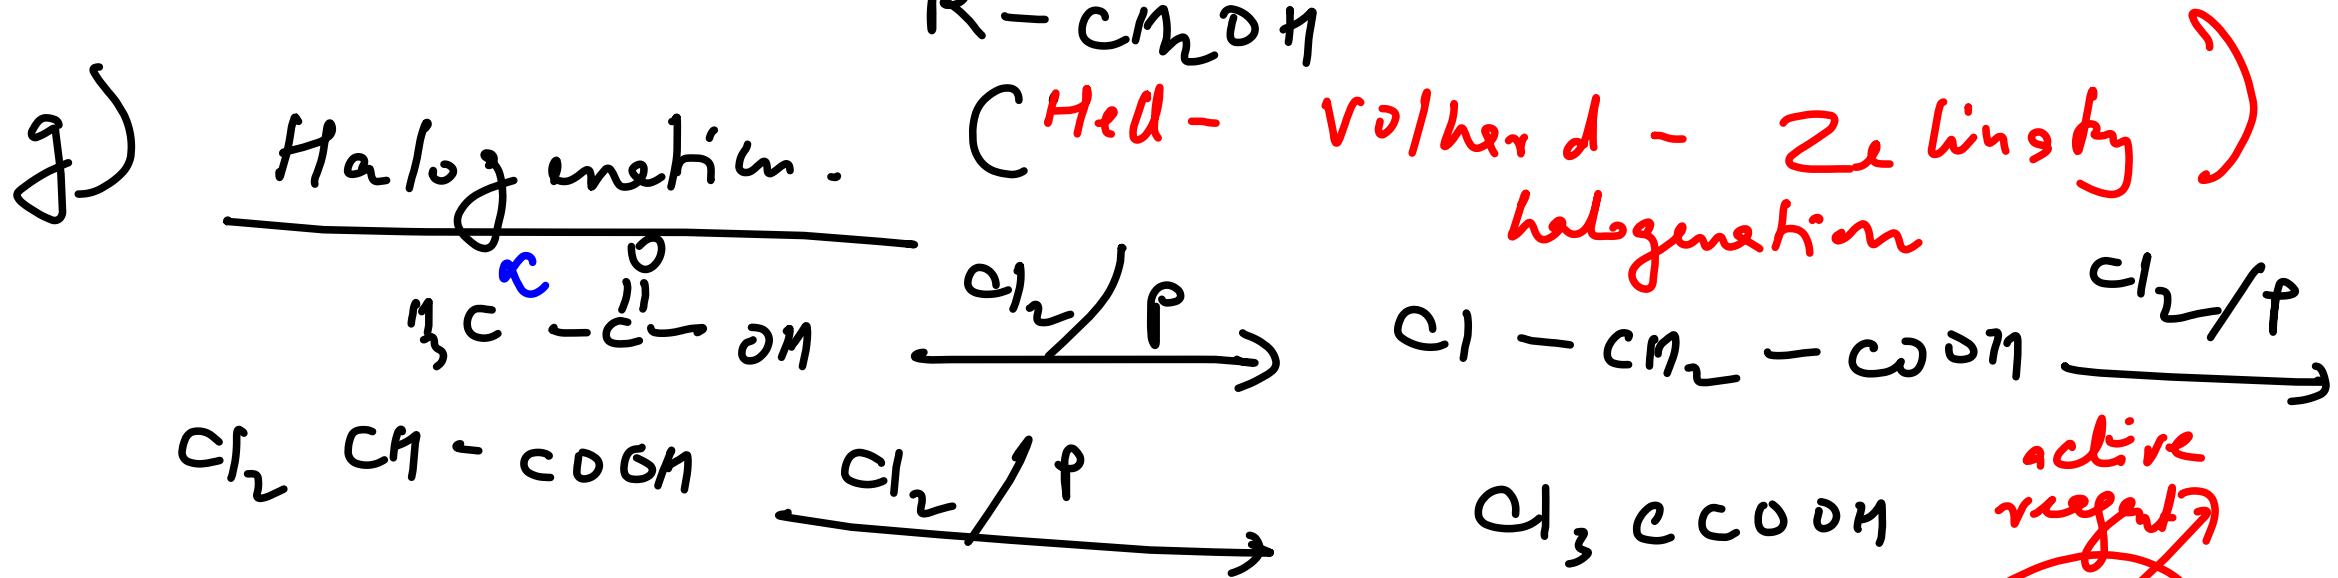 R - CH2OH
g) Halogenation. (Hell - Volhard - Zelinsky)
halogenation
α O
H3C - C - OH Cl2/P Cl - CH2 - COOH Cl2/P
Cl2 CH - COOH Cl2/P Cl3 CCOOH
active
reagent